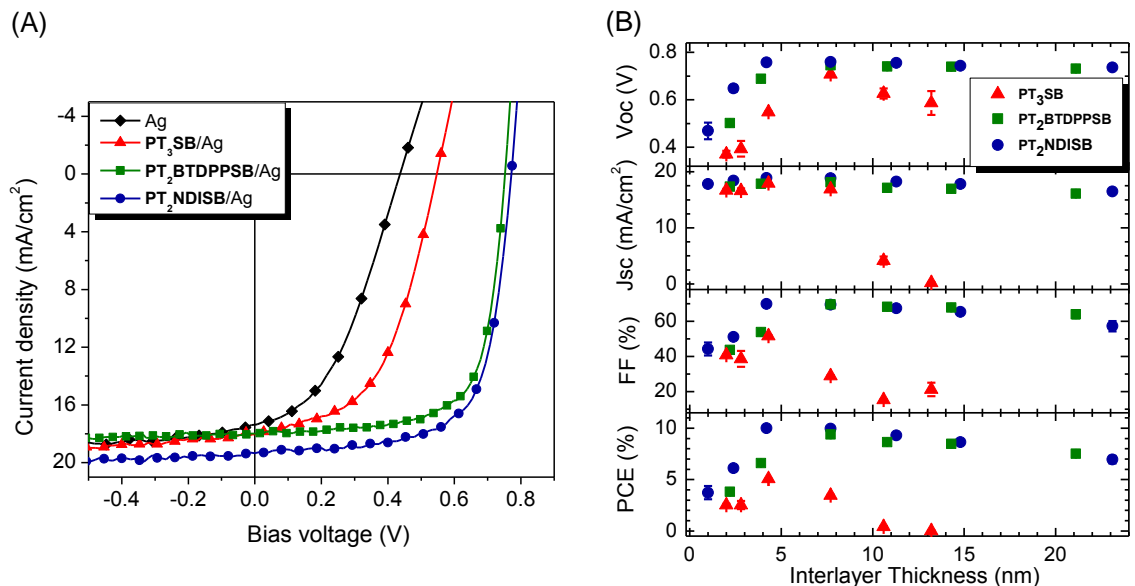 (A)
Ag
PT3SB/Ag
PT2BTDPPSB/Ag
PT2NDISB/Ag
-4
0
4
8
12
16
20
Current density (mA/cm²)
-0.4 -0.2 0.0 0.2 0.4 0.6 0.8
Bias voltage (V)
(B)
0.8
0.6
0.4
Voc (V)
PT3SB
PT2BTDPPSB
PT2NDISB
20
10
0
Jsc (mA/cm²)
60
40
20
FF (%)
10
5
0
PCE (%)
0 5 10 15 20
Interlayer Thickness (nm)